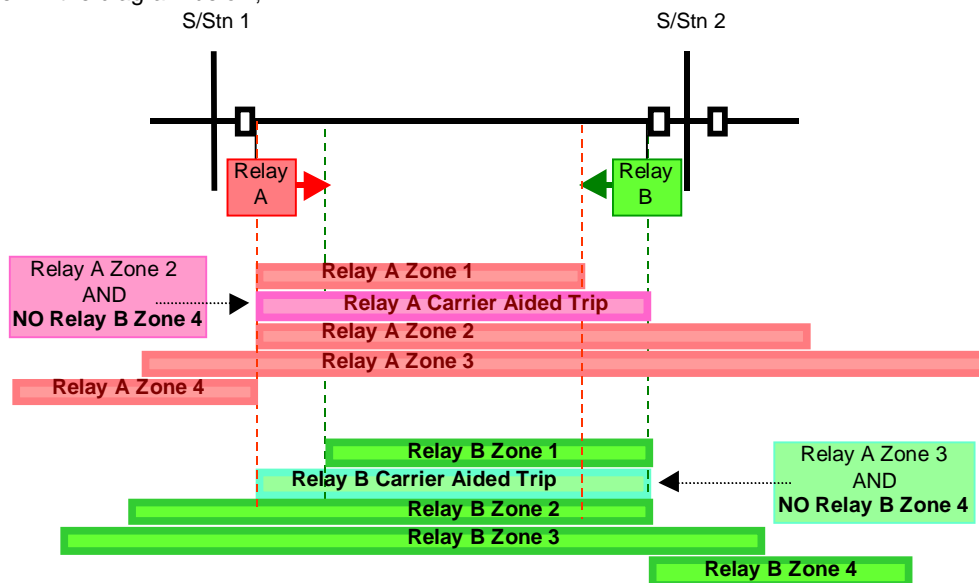 S/Stn 1
S/Stn 2
Relay
A
Relay
B
Relay A Zone 2
AND
NO Relay B Zone 4
Relay A Zone 1
Relay A Carrier Aided Trip
Relay A Zone 2
Relay A Zone 3
Relay A Zone 4
Relay B Zone 1
Relay B Carrier Aided Trip
Relay B Zone 2
Relay B Zone 3
Relay B Zone 4
Relay A Zone 3
AND
NO Relay B Zone 4